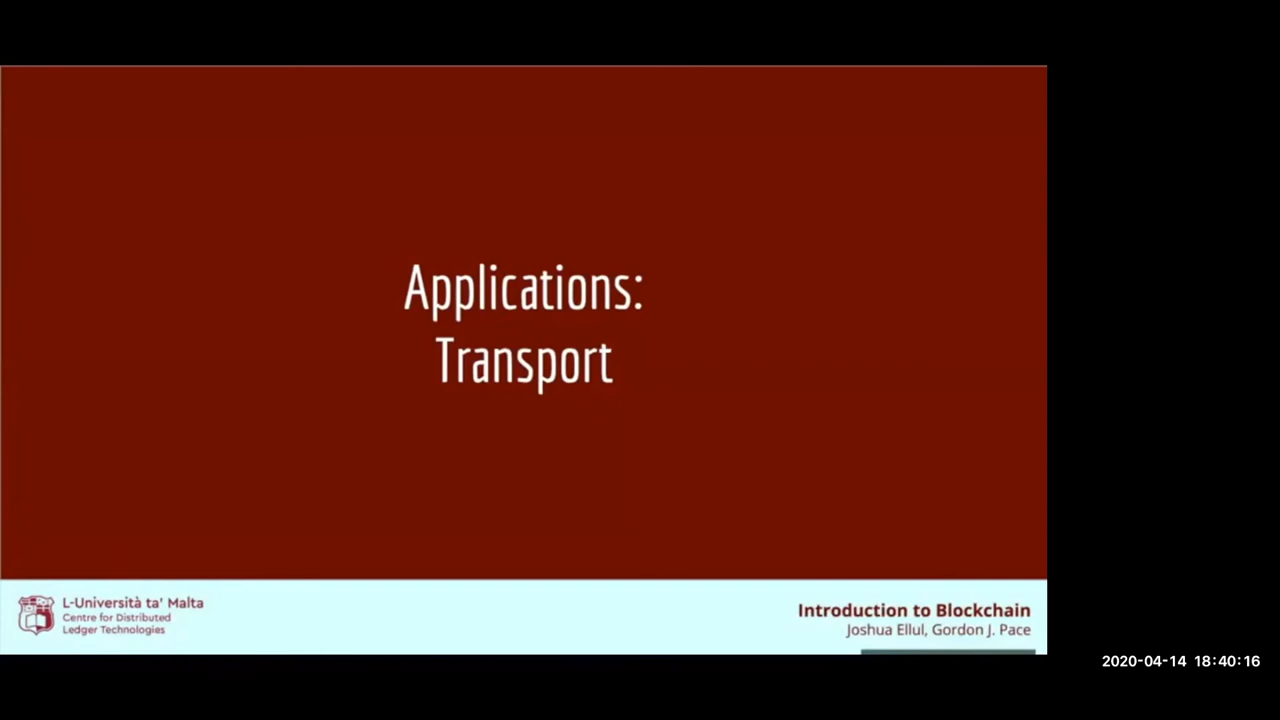 Applications:
Transport
L-Università ta' Malta
Centre for Distributed
Ledger Technologies
Introduction to Blockchain
Joshua Ellul, Gordon J. Pace
2020-04-14 18:40:16